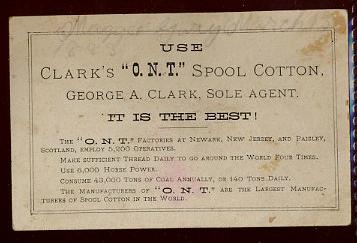 USE
CLARK'S "O. N. T." SPOOL COTTON,
GEORGE A. CLARK, SOLE AGENT.
IT IS THE BEST!
THE "O. N. T." FACTORIES AT NEWARK, NEW JERSEY, AND PAISLEY,
SCOTLAND, EMPLOY 5,200 OPERATIVES.
MAKE SUFFICIENT THREAD DAILY TO GO AROUND THE WORLD FOUR TIMES.
USE 6,000 HORSE POWER.
CONSUME 43,000 TONS OF COAL ANNUALLY, OR 140 TONS DAILY.
THE MANUFACTURERS OF "O. N. T." ARE THE LARGEST MANUFAC-
TURERS OF SPOOL COTTON IN THE WORLD.